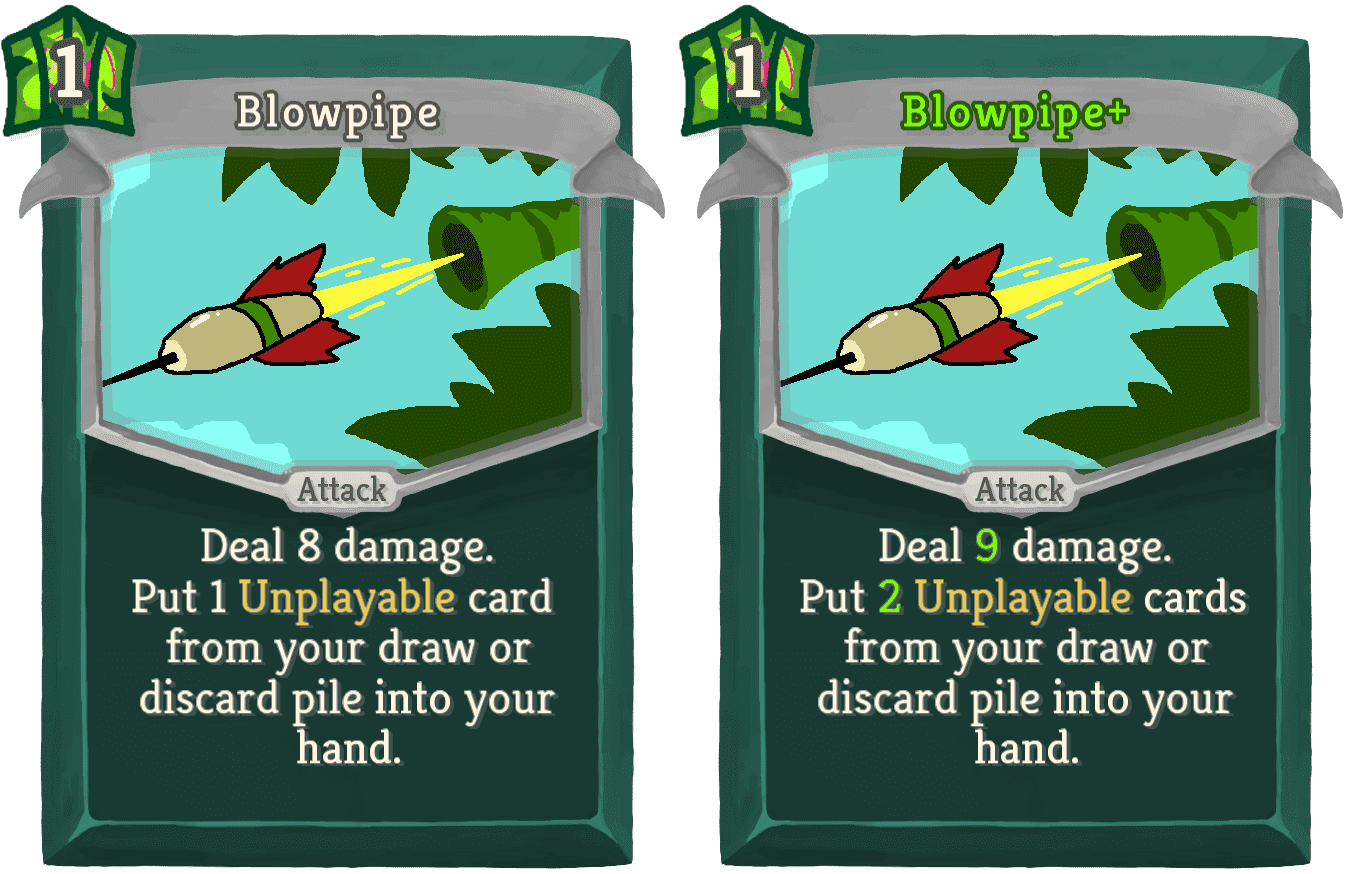 1
Blowpipe
Attack
Deal 8 damage.
Put 1 Unplayable card
from your draw or
discard pile into your
hand.
1
Blowpipe+
Attack
Deal 9 damage.
Put 2 Unplayable cards
from your draw or
discard pile into your
hand.